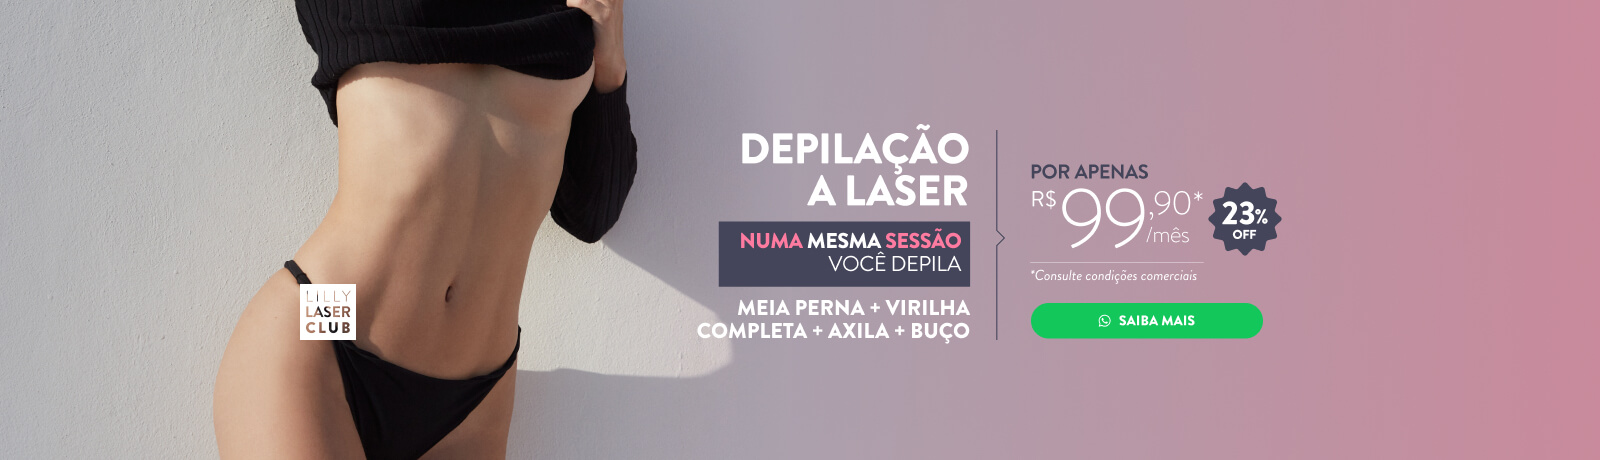 LILLY
LASER
CLUB
DEPILAÇÃO
A LASER
NUMA MESMA SESSÃO
VOCÊ DEPILA
MEIA PERNA + VIRILHA
COMPLETA + AXILA + BUÇO
POR APENAS
R$ 99,90*
/mês
23%
OFF
*Consulte condições comerciais
SAIBA MAIS